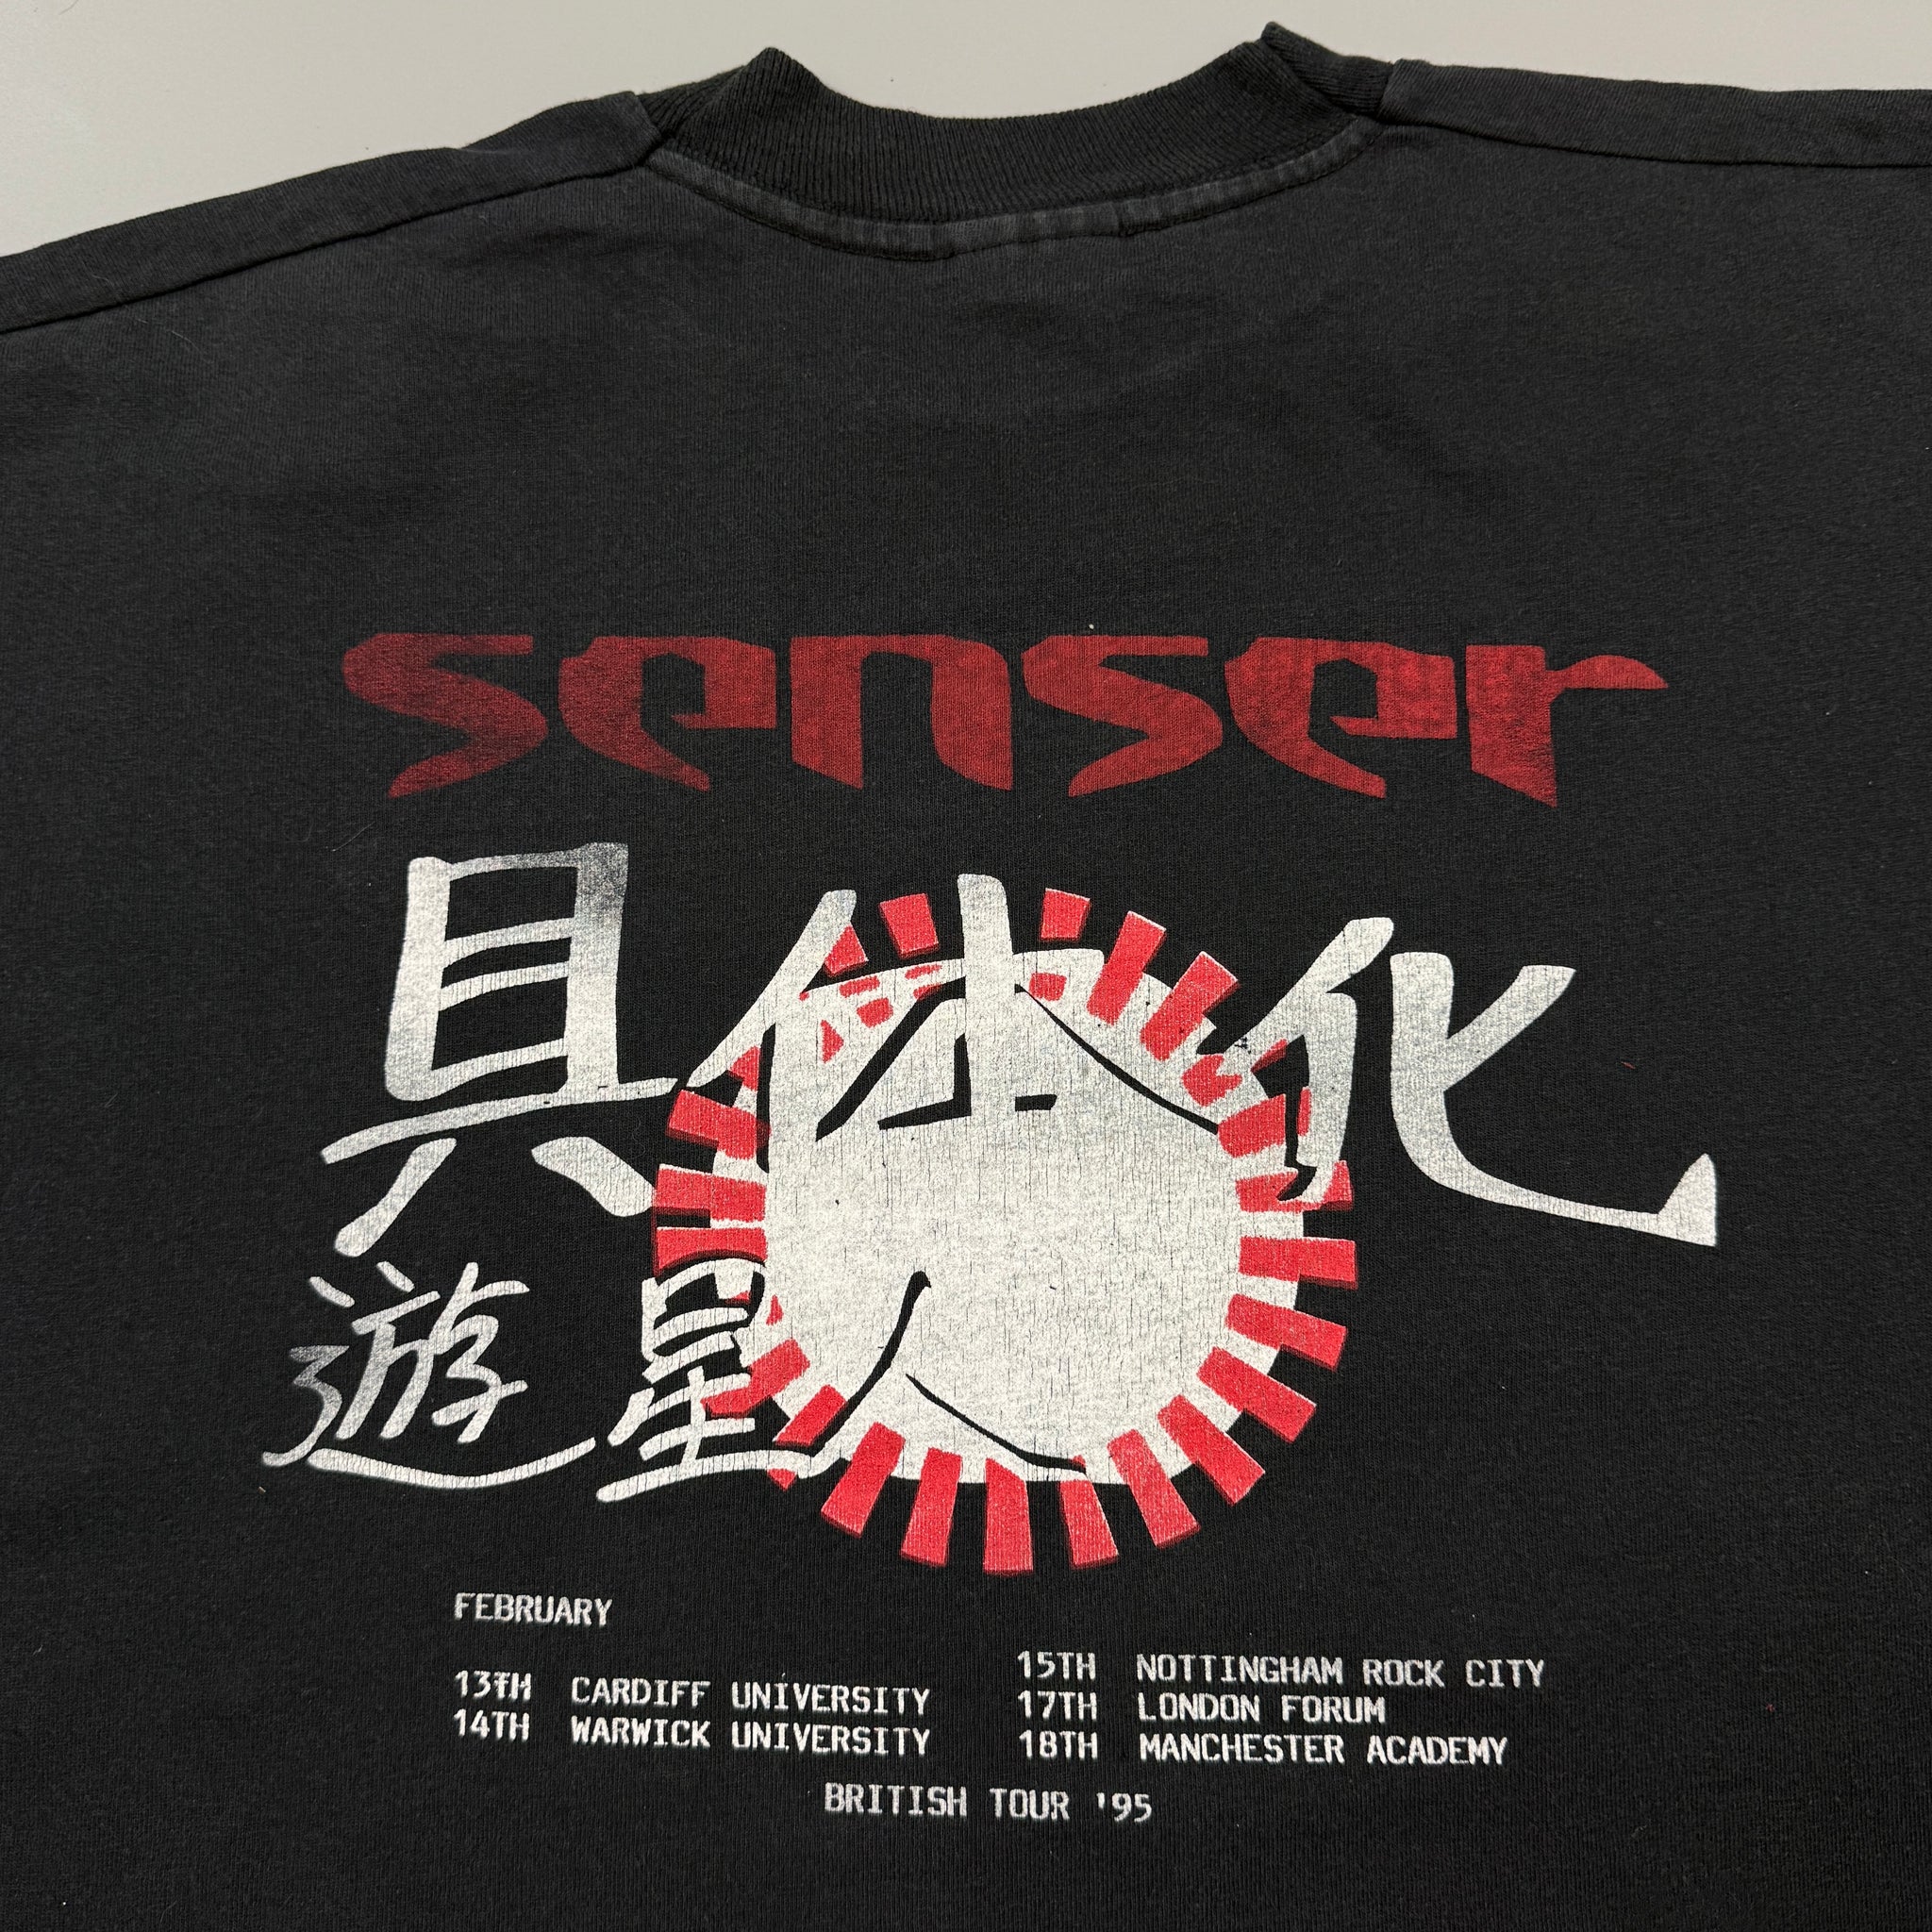 senser
具体化
遊星人
FEBRUARY
13TH CARDIFF UNIVERSITY
14TH WARWICK UNIVERSITY
15TH NOTTINGHAM ROCK CITY
17TH LONDON FORUM
18TH MANCHESTER ACADEMY
BRITISH TOUR '95